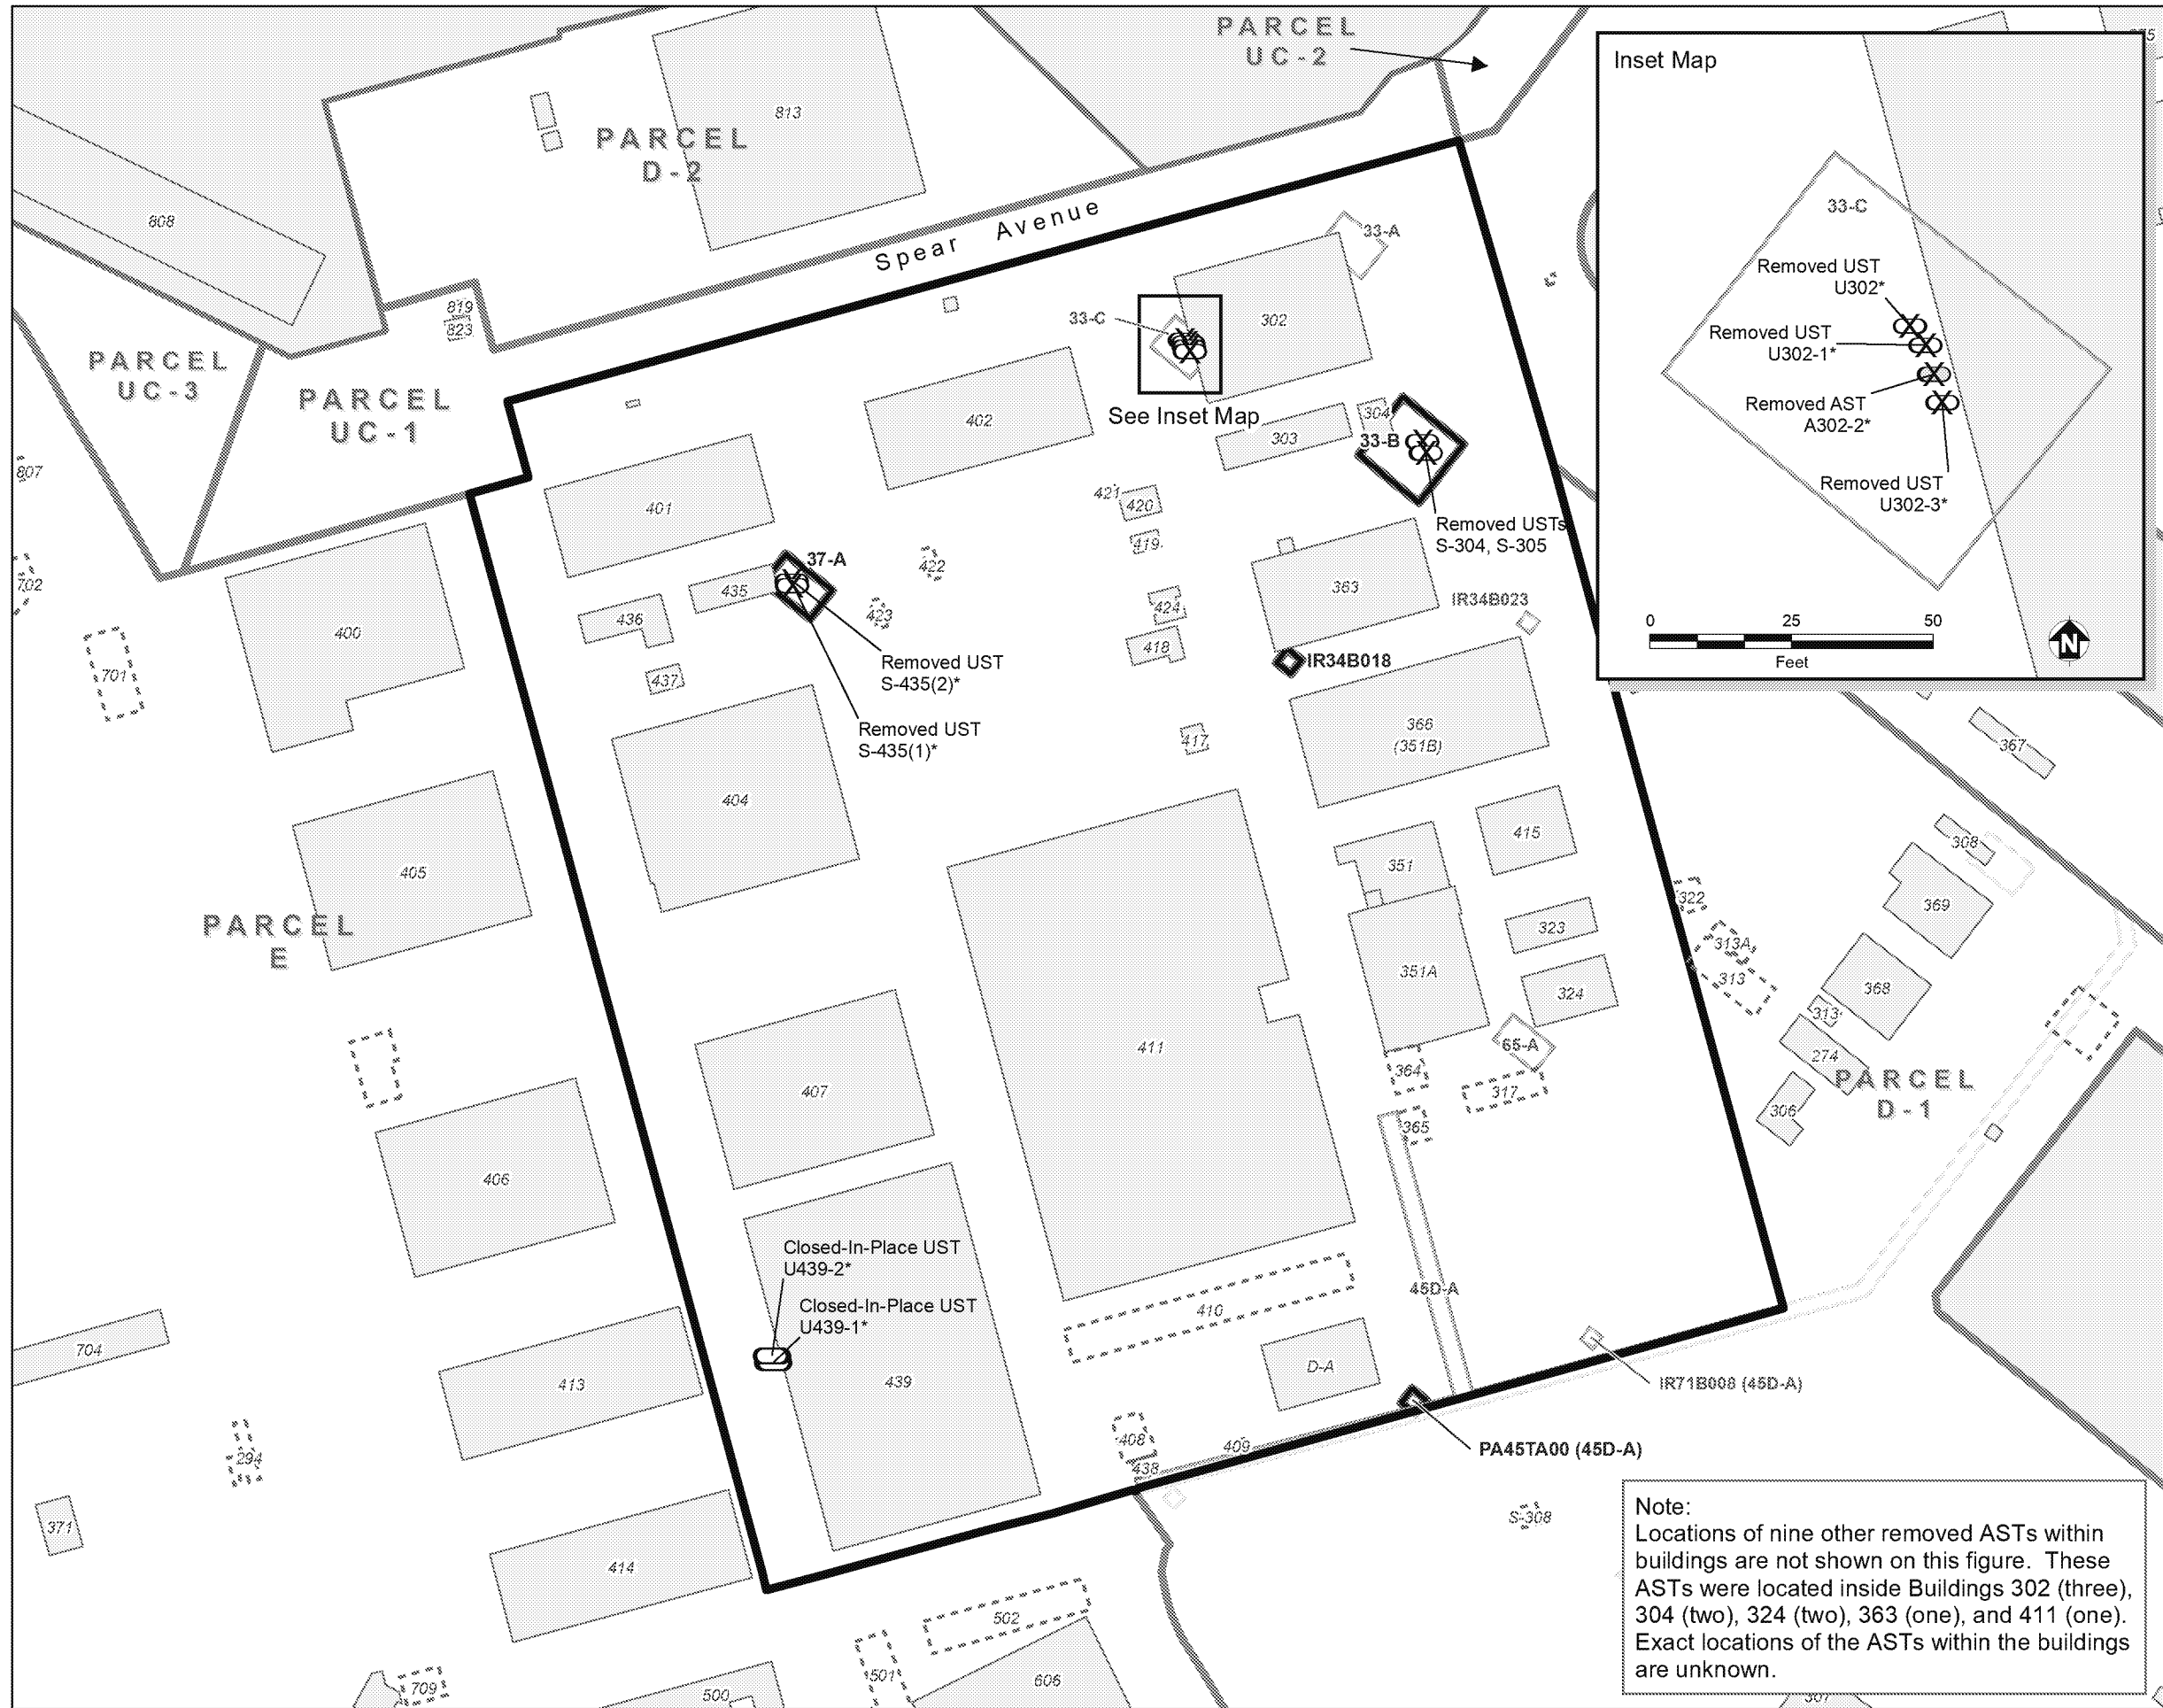 PARCEL
UC-2
Inset Map
813
PARCEL
D-2
808
Spear Avenue
33-A
33-C
Removed UST
U302*
Removed UST
U302-1*
Removed AST
A302-2*
Removed UST
U302-3*
0 25 50
Feet
N
819
823
PARCEL
UC-3
PARCEL
UC-1
33-C
302
See Inset Map
402
303
304
33-B
Removed USTs
S-304, S-305
807
401
421
420
419
37-A
422
423
435
436
437
424
418
363
IR34B023
IR34B018
702
701
400
Removed UST
S-435(2)*
Removed UST
S-435(1)*
417
366
(351B)
367
404
415
351
308
369
405
PARCEL
E
322
323
313A
313
351A
324
368
313
274
PARCEL
D-1
306
65-A
411
364
317
365
407
406
Closed-In-Place UST
U439-2*
Closed-In-Place UST
U439-1*
45D-A
410
704
413
439
D-A
IR71B008 (45D-A)
PA45TA00 (45D-A)
408
409
438
294
371
414
S-308
Note:
Locations of nine other removed ASTs within
buildings are not shown on this figure. These
ASTs were located inside Buildings 302 (three),
304 (two), 324 (two), 363 (one), and 411 (one).
Exact locations of the ASTs within the buildings
are unknown.
502
501
606
709
500
307